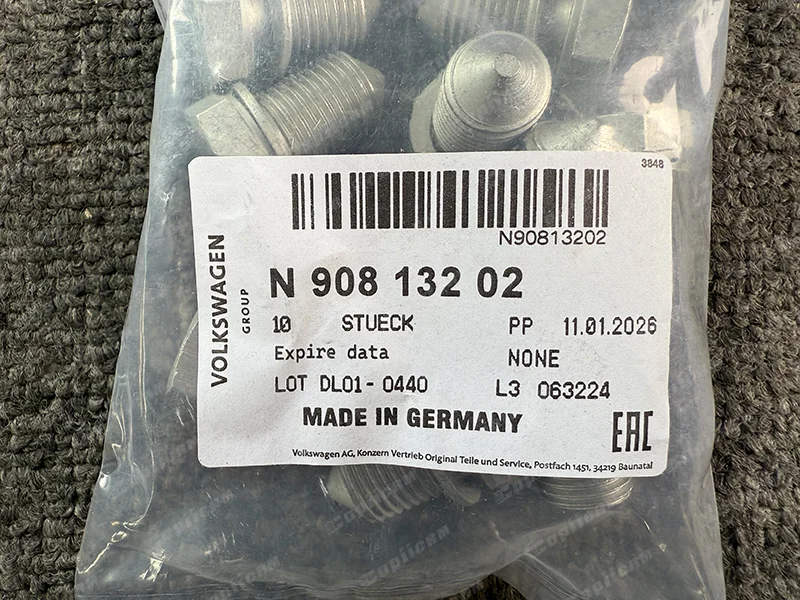 3848
N90813202
VOLKSWAGEN
GROUP
N 908 132 02
10 STUECK PP 11.01.2026
Expire data NONE
LOT DL01-0440 L3 063224
MADE IN GERMANY
EAC
Volkswagen AG, Konzern Vertrieb Original Teile und Service, Postfach 1451, 34219 Baunatal